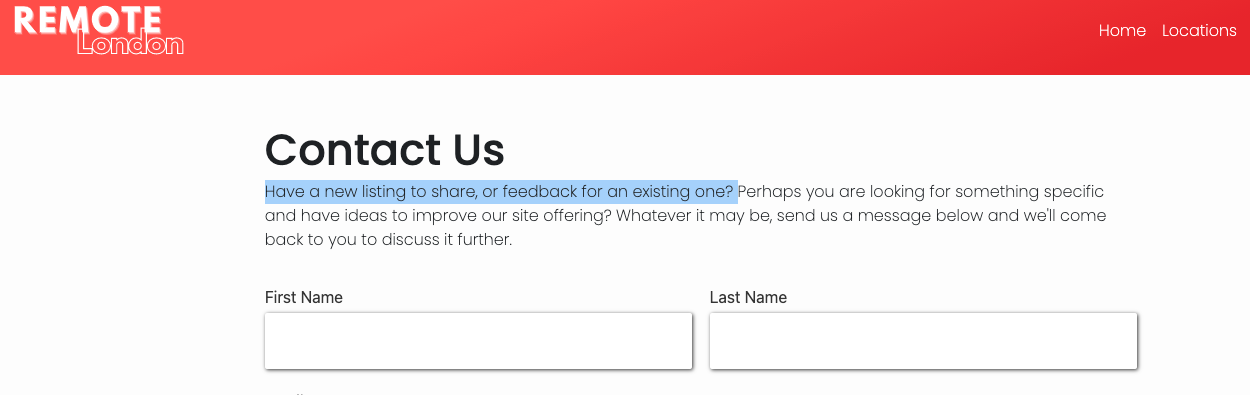 REMOTE
London
Home Locations
Contact Us
Have a new listing to share, or feedback for an existing one? Perhaps you are looking for something specific
and have ideas to improve our site offering? Whatever it may be, send us a message below and we'll come
back to you to discuss it further.
First Name Last Name